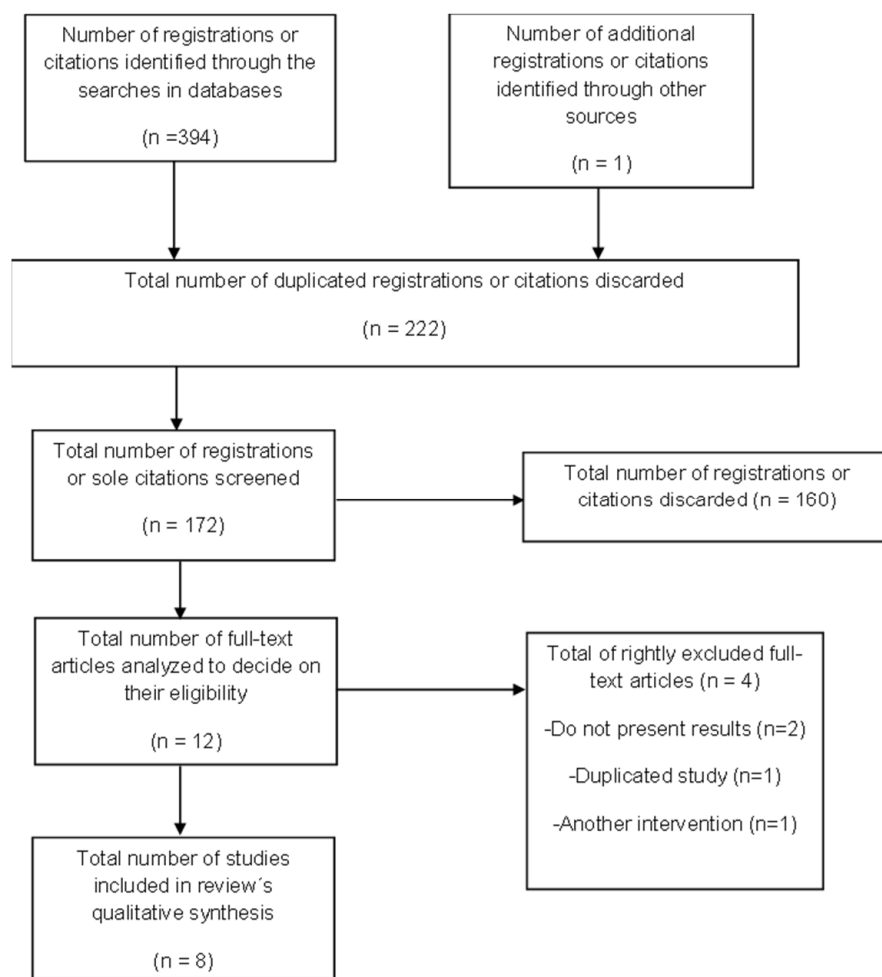 Number of registrations or
citations identified through the
searches in databases
(n =394)
Number of additional
registrations or citations
identified through other
sources
(n = 1)
Total number of duplicated registrations or citations discarded
(n = 222)
Total number of registrations
or sole citations screened
(n = 172)
Total number of registrations or
citations discarded (n = 160)
Total number of full-text
articles analyzed to decide on
their eligibility
(n = 12)
Total of rightly excluded full-
text articles (n = 4)
-Do not present results (n=2)
-Duplicated study (n=1)
-Another intervention (n=1)
Total number of studies
included in review´s
qualitative synthesis
(n = 8)